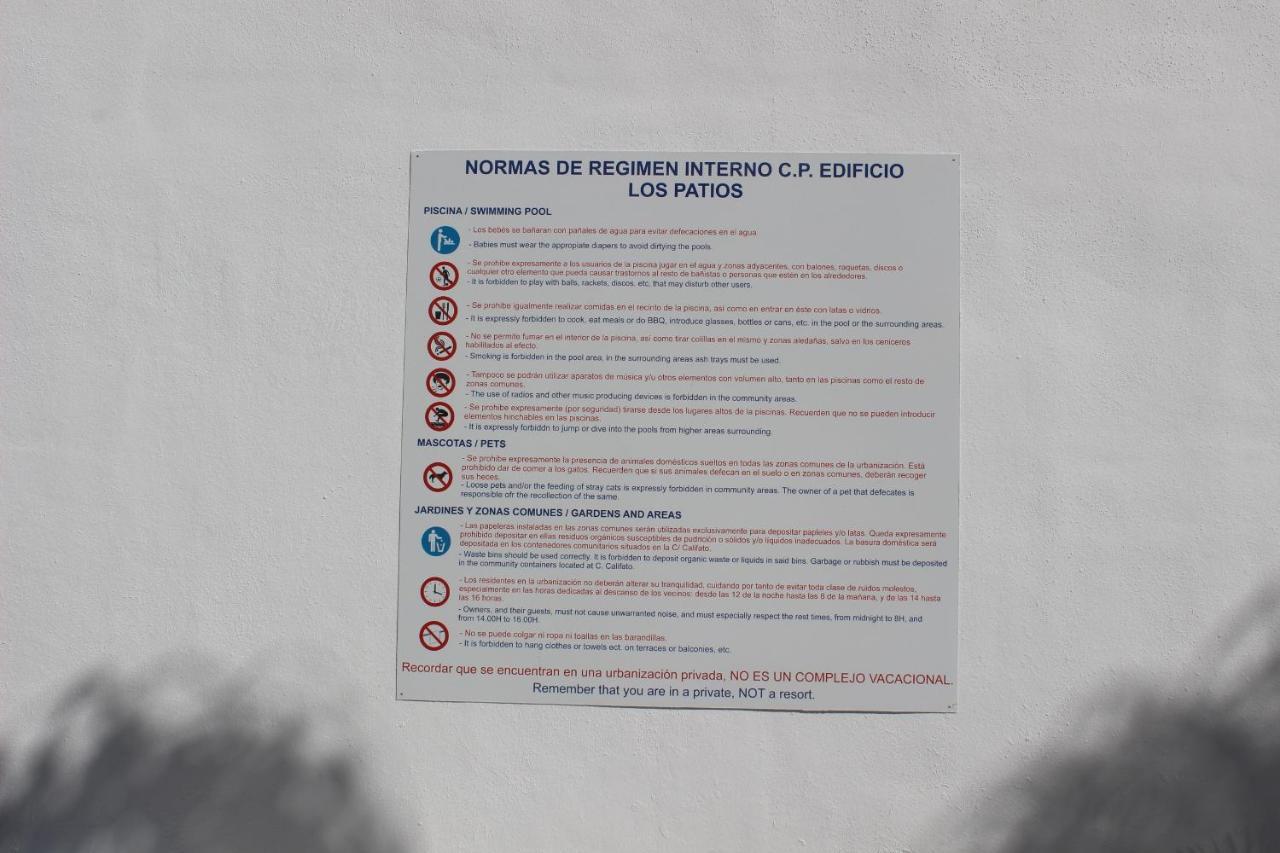 NORMAS DE REGIMEN INTERNO C.P. EDIFICIO
LOS PATIOS
PISCINA / SWIMMING POOL
- Los bebés se bañaran con pañales de agua para evitar defecaciones en el agua
- Babies must wear the appropiate diapers to avoid dirtying the pools.
- Se prohibe expresamente a los usuarios de la piscina jugar en el agua y zonas adyacentes, con balones, raquetas, discos o
cualquier otro elemento que pueda causar trastornos al resto de bañistas o personas que estén en los alrededores.
- It is forbidden to play with balls, rackets, discos, etc, that may disturb other users.
- Se prohibe igualmente realizar comidas en el recinto de la piscina, asi como en entrar en éste con latas o vidrios.
- It is expressly forbidden to cook, eat meals or do BBQ, introduce glasses, bottles or cans, etc. in the pool or the surrounding areas.
- No se permite fumar en el interior de la piscina, así como tirar colillas en el mismo y zonas aledañas, salvo en los ceniceros
habilitados al efecto.
- Smoking is forbidden in the pool area, in the surrounding areas ash trays must be used.
- Tampoco se podrán utilizar aparatos de música y/u otros elementos con volumen alto, tanto en las piscinas como el resto de
zonas comunes.
- The use of radios and other music producing devices is forbidden in the community areas.
- Se prohibe expresamente (por seguridad) tirarse desde los lugares altos de la piscinas. Recuerden que no se pueden introducir
elementos hinchables en las piscinas.
- It is expressly forbiddn to jump or dive into the pools from higher areas surrounding.
MASCOTAS / PETS
- Se prohibe expresamente la presencia de animales domésticos sueltos en todas las zonas comunes de la urbanización. Está
prohibido dar de comer a los gatos. Recuerden que si sus animales defecan en el suelo o en zonas comunes, deberán recoger
sus heces.
- Loose pets and/or the feeding of stray cats is expressly forbidden in community areas. The owner of a pet that defecates is
responsible ofr the recollection of the same.
JARDINES Y ZONAS COMUNES / GARDENS AND AREAS
- Las papeleras instaladas en las zonas comunes serán utilizadas exclusivamente para depositar papleles y/o latas. Queda expresamente
prohibido depositar en ellas residuos orgánicos susceptibles de pudrición o sólidos y/o líquidos inadecuados. La basura doméstica será
depositada en los contenedores comunitarios situados en la C/ Califato.
- Waste bins should be used correctly. It is forbidden to deposit organic waste or liquids in said bins. Garbage or rubbish must be deposited
in the community containers located at C. Califato.
- Los residentes en la urbanización no deberán alterar su tranquilidad, cuidando por tanto de evitar toda clase de ruidos molestos,
especialmente en las horas dedicadas al descanso de los vecinos: desde las 12 de la noche hasta las 8 de la mañana, y de las 14 hasta
las 16 horas.
- Owners, and their guests, must not cause unwarranted noise, and must especially respect the rest times, from midnight to 8H, and
from 14.00H to 16.00H.
- No se puede colgar ni ropa ni toallas en las barandillas.
- It is forbidden to hang clothes or towels ect. on terraces or balconies, etc.
Recordar que se encuentran en una urbanización privada, NO ES UN COMPLEJO VACACIONAL.
Remember that you are in a private, NOT a resort.